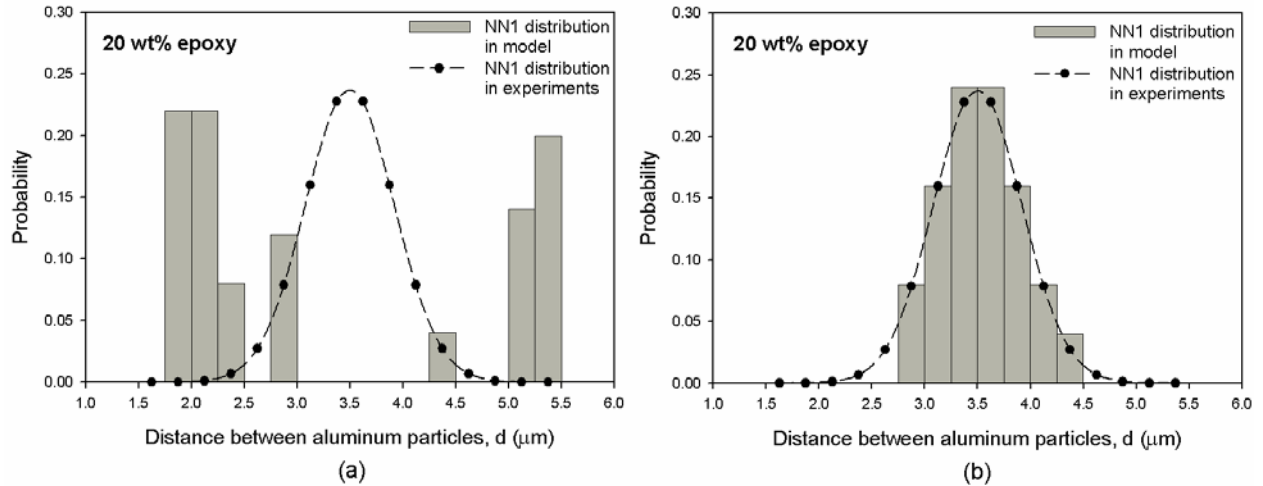 0.30
0.25
0.20
0.15
0.10
0.05
0.00
Probability
20 wt% epoxy
NN1 distribution
in model
NN1 distribution
in experiments
1.0 2.0 2.5 3.0 3.5 4.0 4.5 5.0 5.5 6.0
Distance between aluminum particles, d (μm)
(a)
0.30
0.25
0.20
0.15
0.10
0.05
0.00
Probability
20 wt% epoxy
NN1 distribution
in model
NN1 distribution
in experiments
1.0 1.5 2.0 2.5 3.0 3.5 4.0 4.5 5.0 5.5 6.0
Distance between aluminum particles, d (μm)
(b)